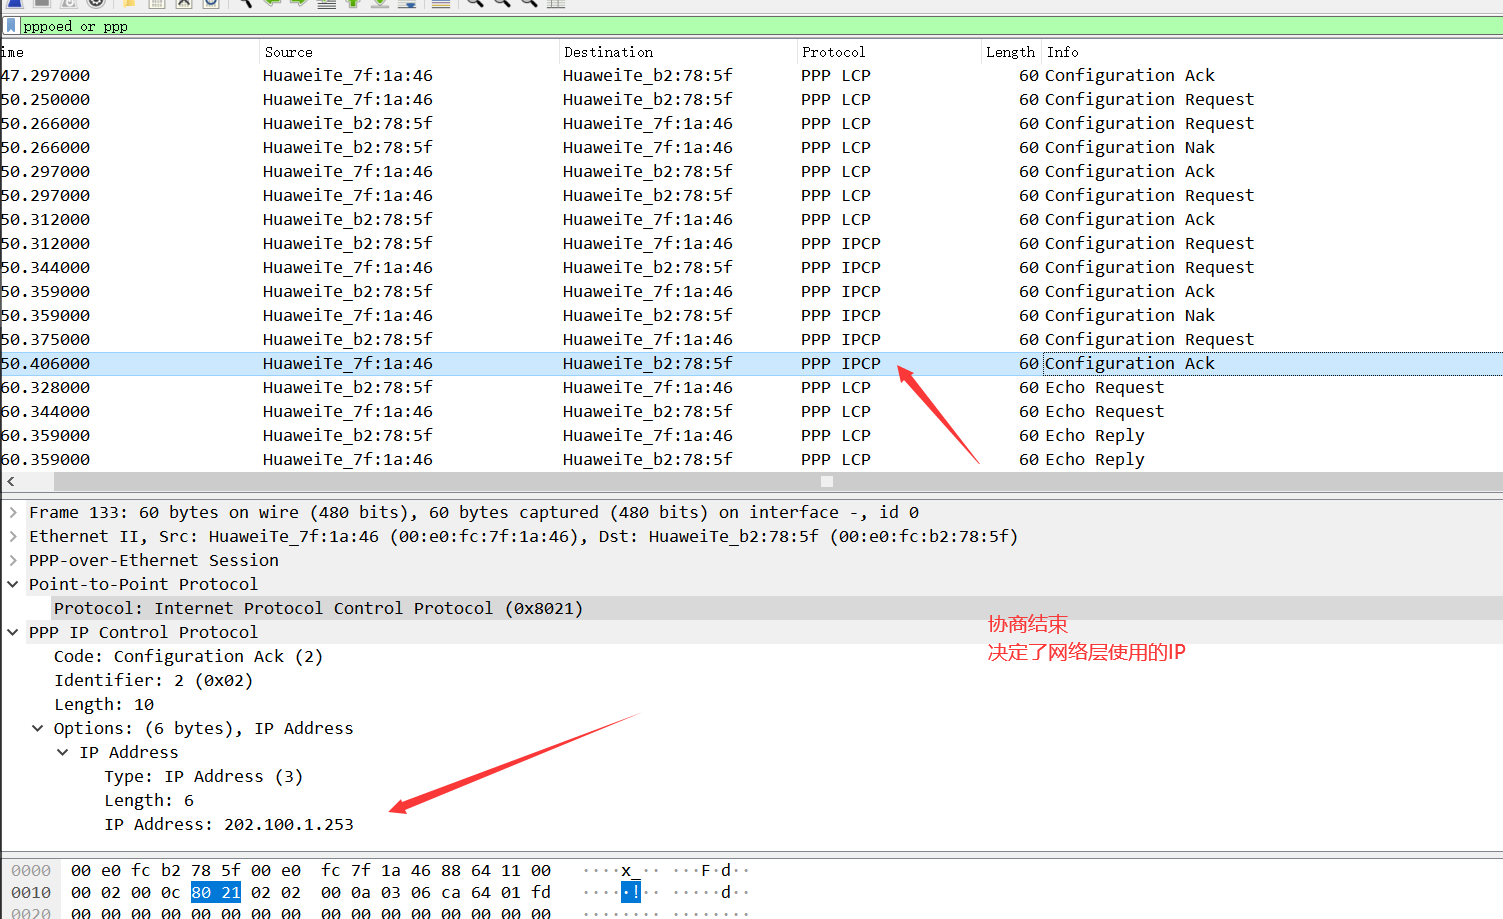 pppoed or ppp
ime Source Destination Protocol Length Info
47.297000 HuaweiTe_7f:1a:46 HuaweiTe_b2:78:5f PPP LCP 60 Configuration Ack
50.250000 HuaweiTe_7f:1a:46 HuaweiTe_b2:78:5f PPP LCP 60 Configuration Request
50.266000 HuaweiTe_b2:78:5f HuaweiTe_7f:1a:46 PPP LCP 60 Configuration Request
50.266000 HuaweiTe_b2:78:5f HuaweiTe_7f:1a:46 PPP LCP 60 Configuration Nak
50.297000 HuaweiTe_7f:1a:46 HuaweiTe_b2:78:5f PPP LCP 60 Configuration Ack
50.297000 HuaweiTe_7f:1a:46 HuaweiTe_b2:78:5f PPP LCP 60 Configuration Request
50.312000 HuaweiTe_b2:78:5f HuaweiTe_7f:1a:46 PPP LCP 60 Configuration Ack
50.312000 HuaweiTe_b2:78:5f HuaweiTe_7f:1a:46 PPP IPCP 60 Configuration Request
50.344000 HuaweiTe_7f:1a:46 HuaweiTe_b2:78:5f PPP IPCP 60 Configuration Request
50.359000 HuaweiTe_b2:78:5f HuaweiTe_7f:1a:46 PPP IPCP 60 Configuration Ack
50.359000 HuaweiTe_b2:78:5f HuaweiTe_7f:1a:46 PPP IPCP 60 Configuration Nak
50.375000 HuaweiTe_b2:78:5f HuaweiTe_7f:1a:46 PPP IPCP 60 Configuration Request
50.406000 HuaweiTe_7f:1a:46 HuaweiTe_b2:78:5f PPP IPCP 60 Configuration Ack
60.328000 HuaweiTe_b2:78:5f HuaweiTe_7f:1a:46 PPP LCP 60 Echo Request
60.344000 HuaweiTe_7f:1a:46 HuaweiTe_b2:78:5f PPP LCP 60 Echo Request
60.359000 HuaweiTe_b2:78:5f HuaweiTe_7f:1a:46 PPP LCP 60 Echo Reply
60.359000 HuaweiTe_7f:1a:46 HuaweiTe_b2:78:5f PPP LCP 60 Echo Reply
Frame 133: 60 bytes on wire (480 bits), 60 bytes captured (480 bits) on interface -, id 0
Ethernet II, Src: HuaweiTe_7f:1a:46 (00:e0:fc:7f:1a:46), Dst: HuaweiTe_b2:78:5f (00:e0:fc:b2:78:5f)
PPP-over-Ethernet Session
Point-to-Point Protocol
Protocol: Internet Protocol Control Protocol (0x8021)
协商结束
PPP IP Control Protocol
决定了网络层使用的IP
Code: Configuration Ack (2)
Identifier: 2 (0x02)
Length: 10
Options: (6 bytes), IP Address
IP Address
Type: IP Address (3)
Length: 6
IP Address: 202.100.1.253
0000 00 e0 fc b2 78 5f 00 e0 fc 7f 1a 46 88 64 11 00 ····x_·· ···F·d··
0010 00 02 00 0c 80 21 02 02 00 0a 03 06 ca 64 01 fd ·····!·· ·····d··
0020 00 00 00 00 00 00 00 00 00 00 00 00 00 00 00 00 ········ ········